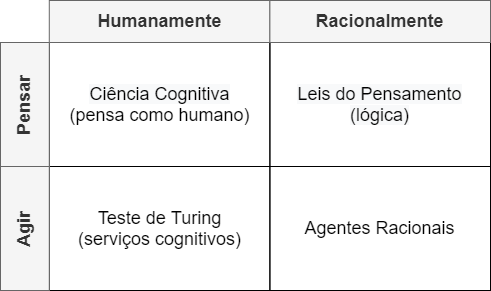 Humanamente
Racionalmente
Pensar
Ciência Cognitiva
(pensa como humano)
Leis do Pensamento
(lógica)
Agir
Teste de Turing
(serviços cognitivos)
Agentes Racionais